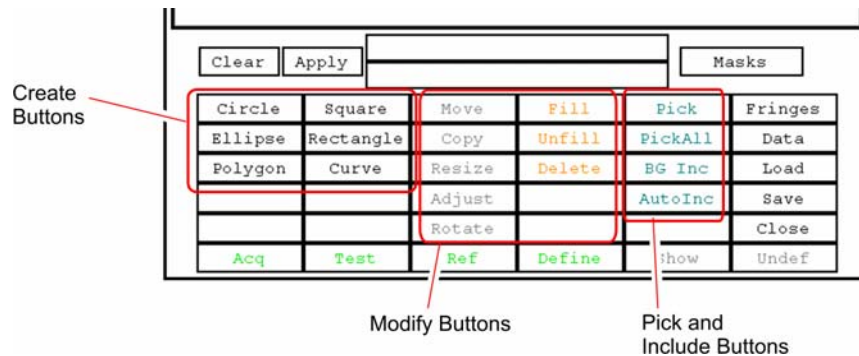 Clear Apply Masks
Create
Buttons
Circle Square Move Fill Pick Fringes
Ellipse Rectangle Copy Unfill PickAll Data
Polygon Curve Resize Delete BG Inc Load
Adjust AutoInc Save
Rotate Close
Acq Test Ref Define Show Undef
Modify Buttons
Pick and
Include Buttons